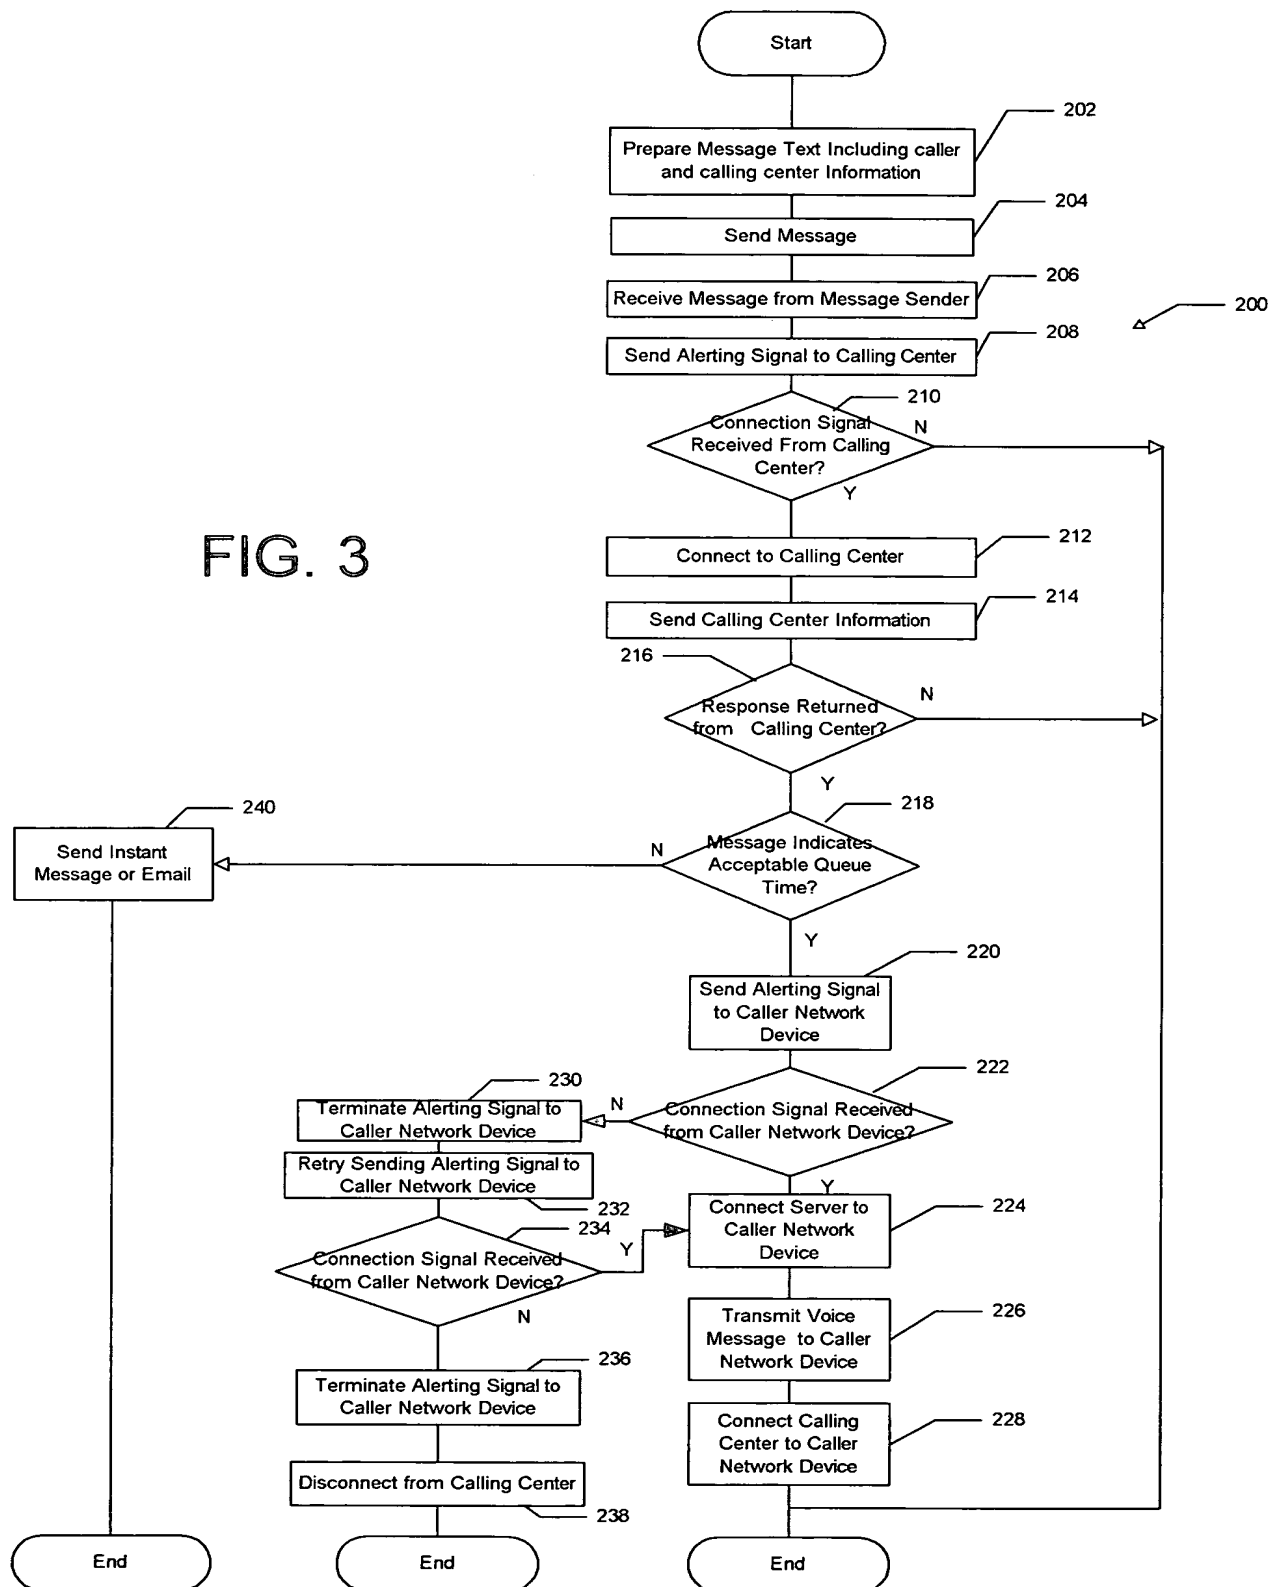 Start
202
Prepare Message Text Including caller
and calling center Information
204
Send Message
206
Receive Message from Message Sender
200
208
Send Alerting Signal to Calling Center
210
Connection Signal
Received From Calling
Center?
N
Y
FIG. 3
212
Connect to Calling Center
214
Send Calling Center Information
216
Response Returned
from Calling Center?
N
Y
218
Message Indicates
Acceptable Queue
Time?
N
Y
240
Send Instant
Message or Email
220
Send Alerting Signal
to Caller Network
Device
222
Connection Signal Received
from Caller Network Device?
N
Y
230
Terminate Alerting Signal to
Caller Network Device
Retry Sending Alerting Signal to
Caller Network Device
232
234
Connection Signal Received
from Caller Network Device?
Y
N
224
Connect Server to
Caller Network
Device
226
Transmit Voice
Message to Caller
Network Device
236
Terminate Alerting Signal to
Caller Network Device
228
Connect Calling
Center to Caller
Network Device
Disconnect from Calling Center
238
End
End
End